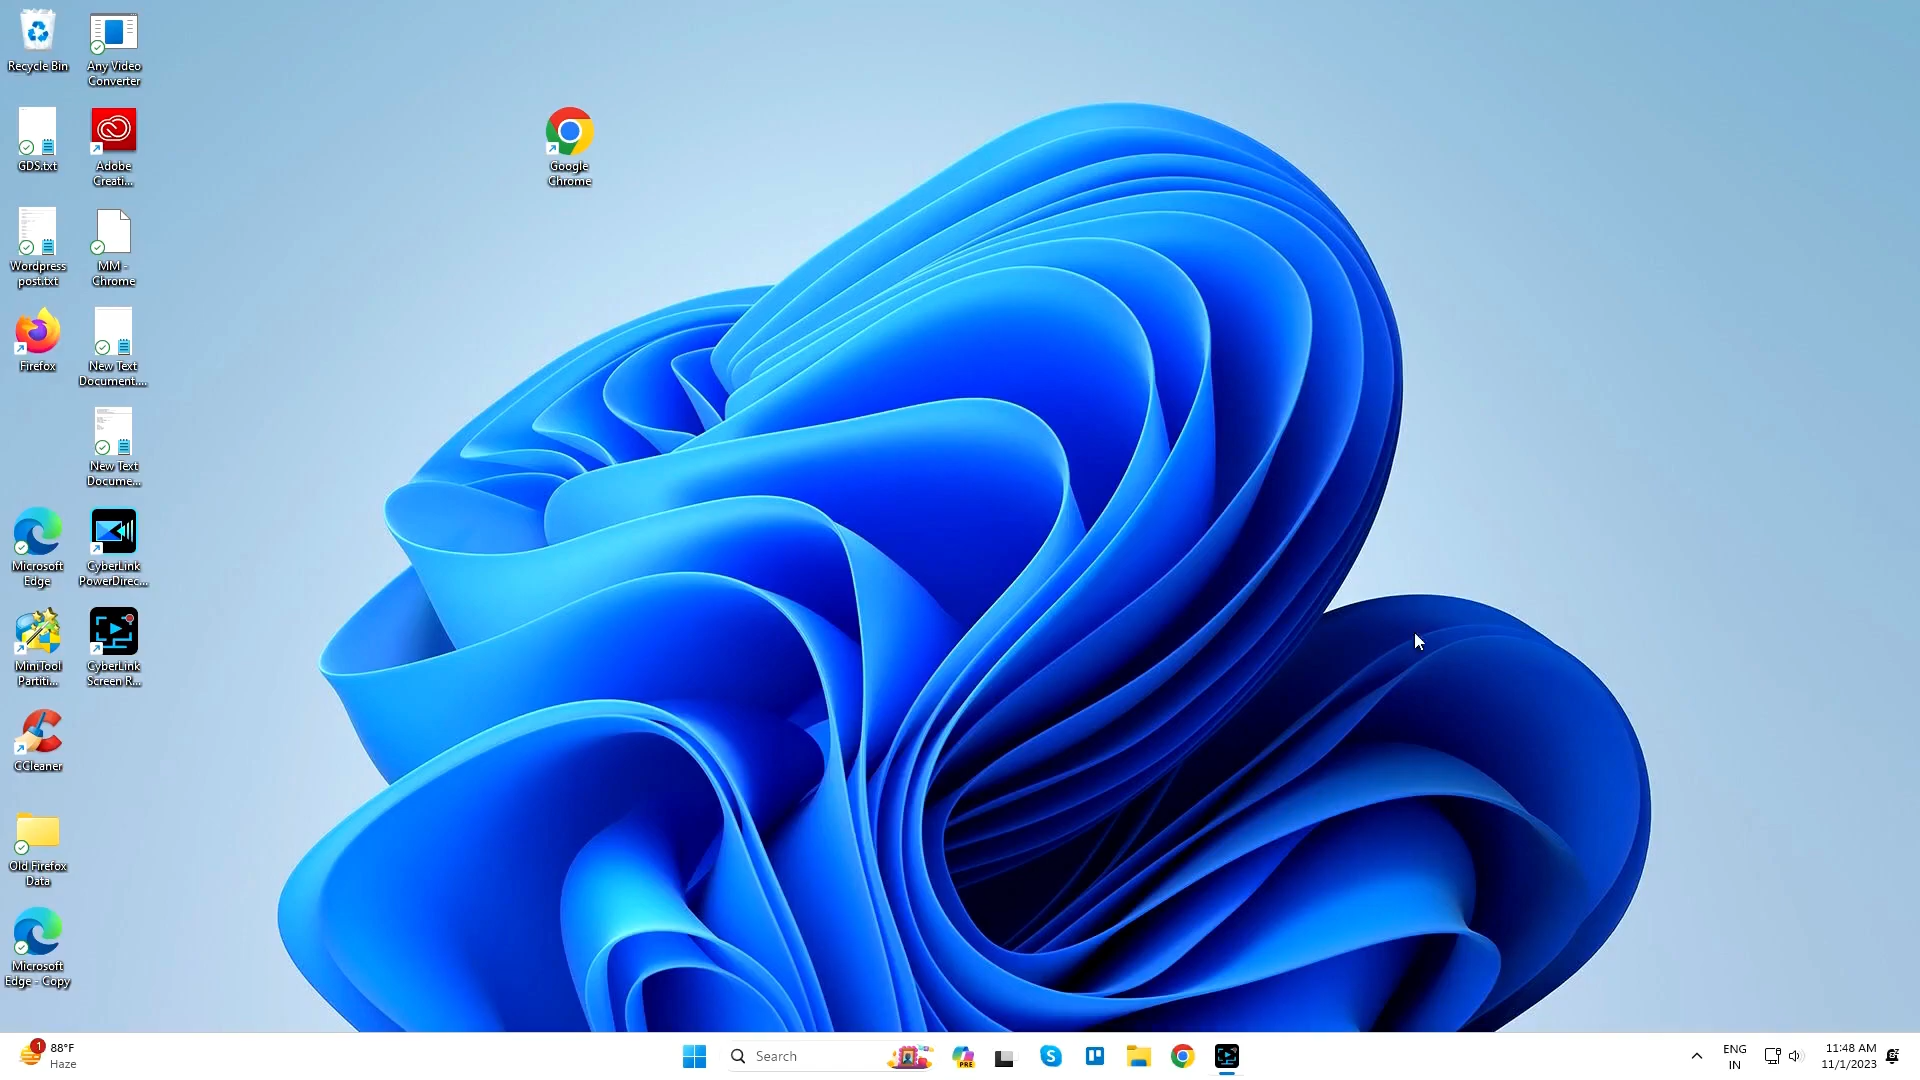 Recycle Bin
Any Video
Converter
GDS.txt
Adobe
Creati...
Google
Chrome
Wordpress
post.txt
MM -
Chrome
Firefox
New Text
Document....
New Text
Docume...
Microsoft
Edge
CyberLink
PowerDirec...
MiniTool
Partiti...
CyberLink
Screen R...
CCleaner
Old Firefox
Data
Microsoft
Edge - Copy
1
88°F
Haze
Search
PRE
S
ENG
IN
11:48 AM
11/1/2023